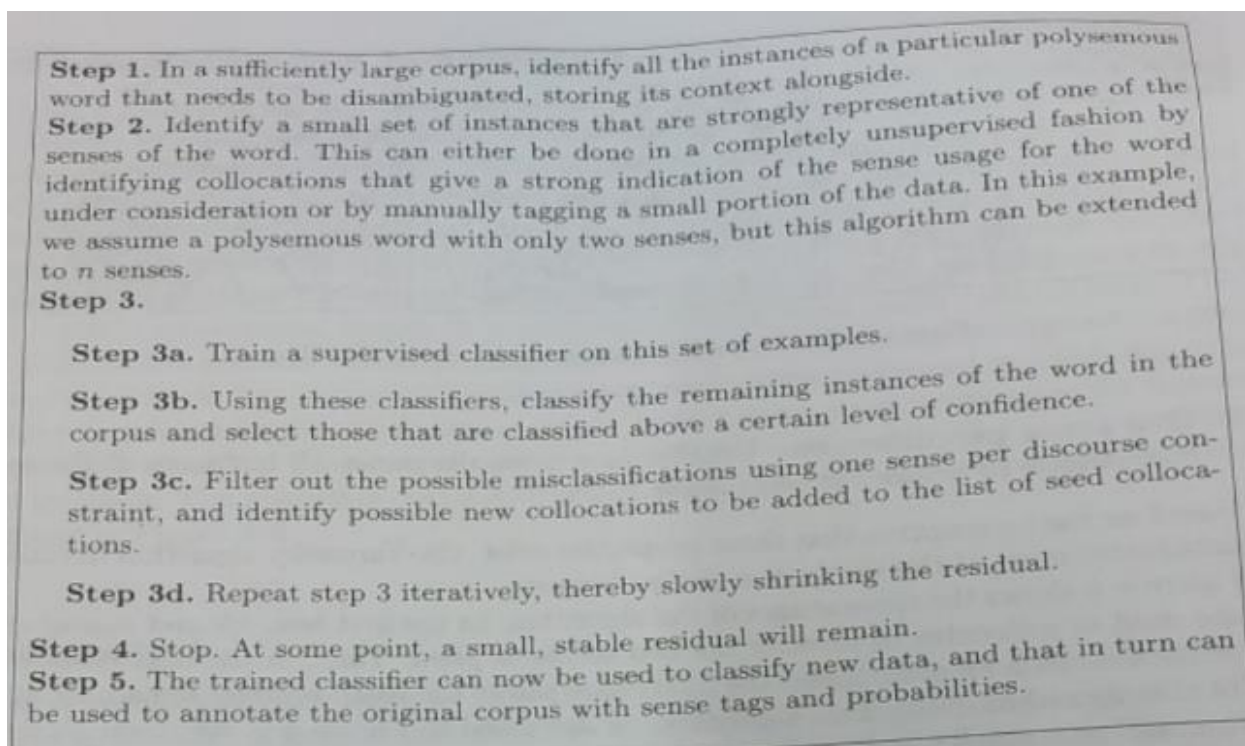 Step 1. In a sufficiently large corpus, identify all the instances of a particular polysemous
word that needs to be disambiguated, storing its context alongside.
Step 2. Identify a small set of instances that are strongly representative of one of the
senses of the word. This can either be done in a completely unsupervised fashion by
identifying collocations that give a strong indication of the sense usage for the word
under consideration or by manually tagging a small portion of the data. In this example,
we assume a polysemous word with only two senses, but this algorithm can be extended
to n senses.
Step 3.
Step 3a. Train a supervised classifier on this set of examples.
Step 3b. Using these classifiers, classify the remaining instances of the word in the
corpus and select those that are classified above a certain level of confidence.
Step 3c. Filter out the possible misclassifications using one sense per discourse con-
straint, and identify possible new collocations to be added to the list of seed colloca-
tions.
Step 3d. Repeat step 3 iteratively, thereby slowly shrinking the residual.
Step 4. Stop. At some point, a small, stable residual will remain.
Step 5. The trained classifier can now be used to classify new data, and that in turn can
be used to annotate the original corpus with sense tags and probabilities.